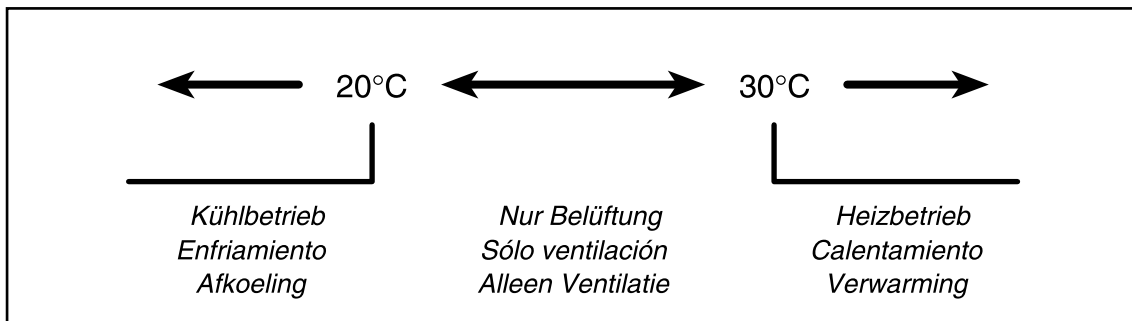 20°C 30°C
Kühlbetrieb Nur Belüftung Heizbetrieb
Enfriamiento Sólo ventilación Calentamiento
Afkoeling Alleen Ventilatie Verwarming